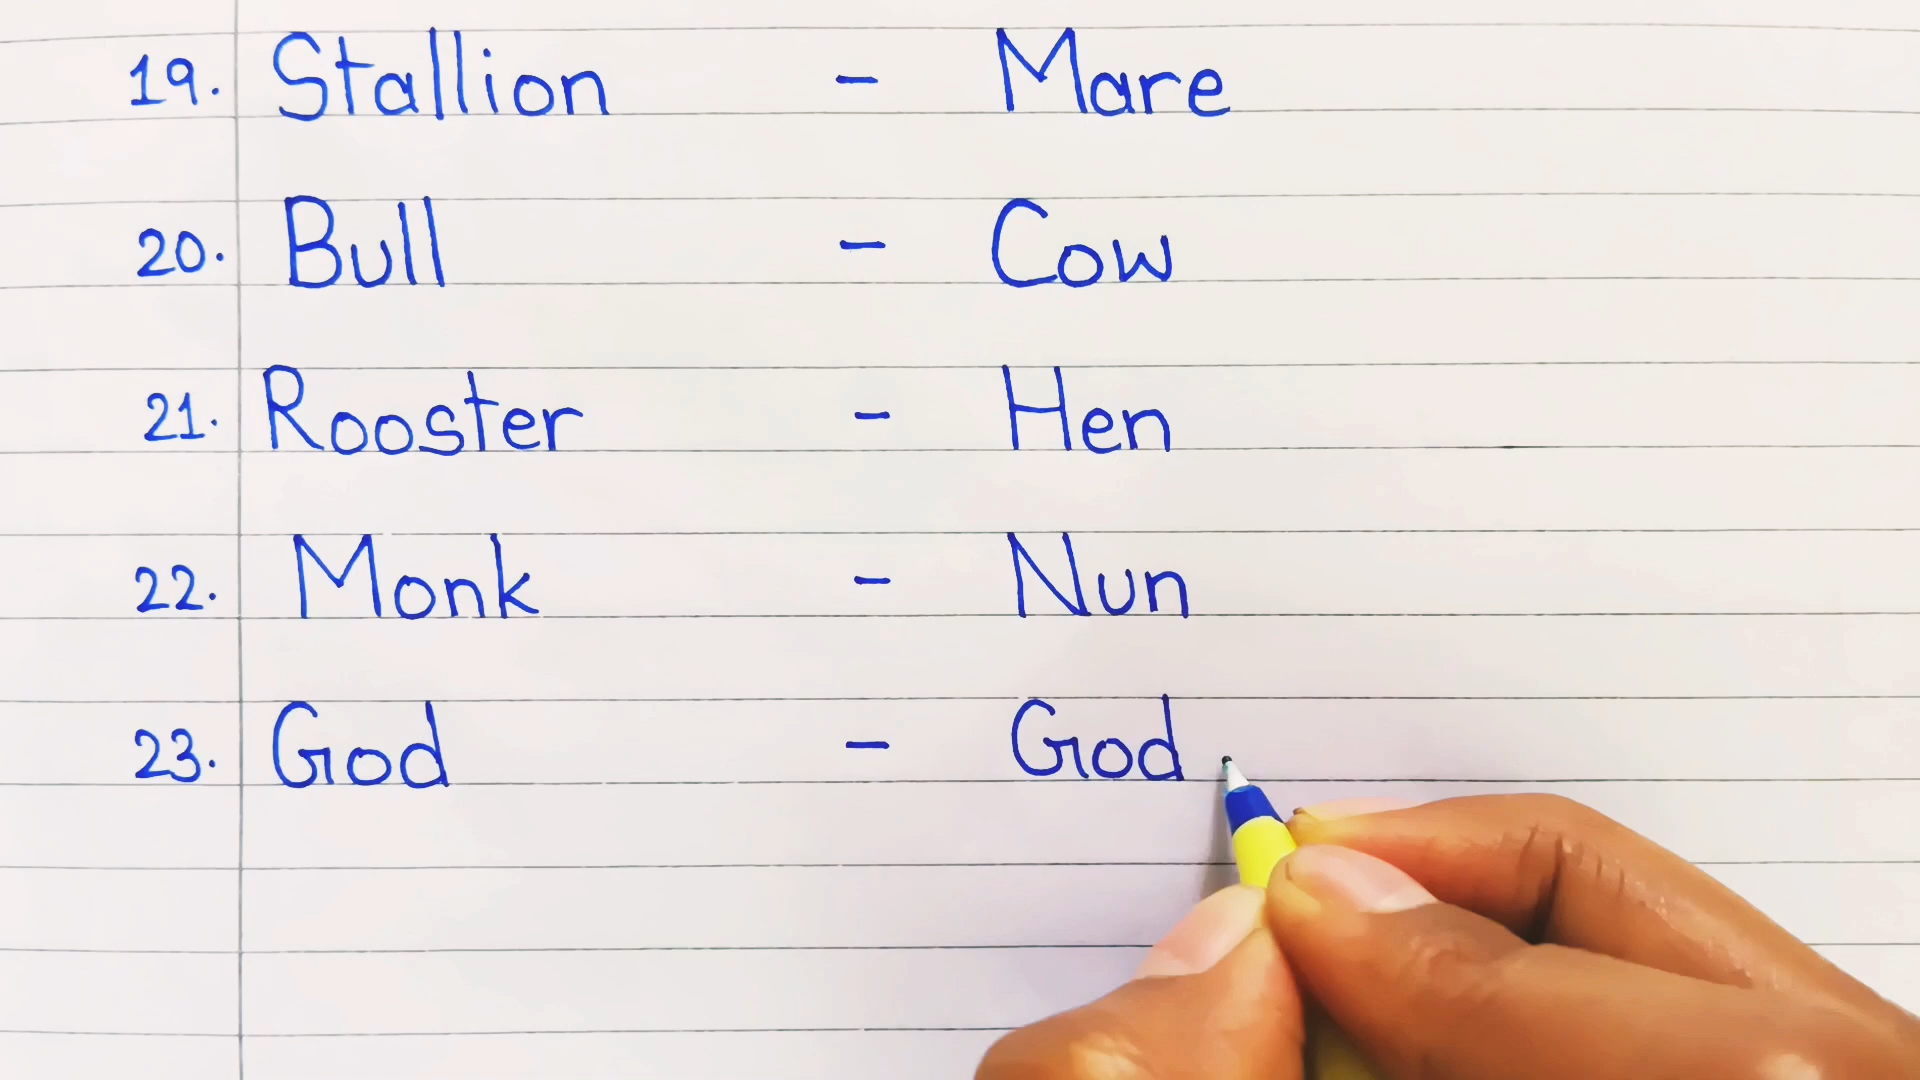 19. Stallion - Mare
20. Bull - Cow
21. Rooster - Hen
22. Monk - Nun
23. God - God